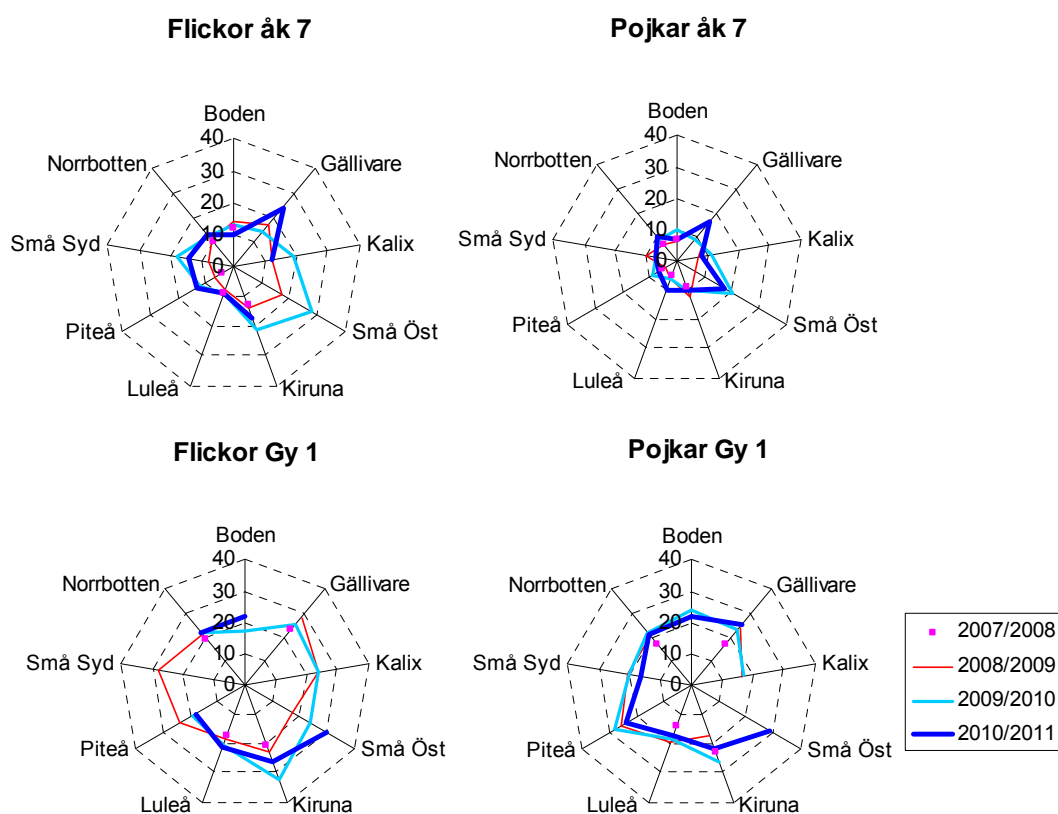 Flickor åk 7
Boden
40
30
20
10
0
Gällivare
Kalix
Små Öst
Kiruna
Luleå
Piteå
Små Syd
Norrbotten
Pojkar åk 7
Boden
40
30
20
10
0
Gällivare
Kalix
Små Öst
Kiruna
Luleå
Piteå
Små Syd
Norrbotten
Flickor Gy 1
Boden
40
30
20
10
0
Gällivare
Kalix
Små Öst
Kiruna
Luleå
Piteå
Små Syd
Norrbotten
Pojkar Gy 1
Boden
40
30
20
10
0
Gällivare
Kalix
Små Öst
Kiruna
Luleå
Piteå
Små Syd
Norrbotten
2007/2008
2008/2009
2009/2010
2010/2011